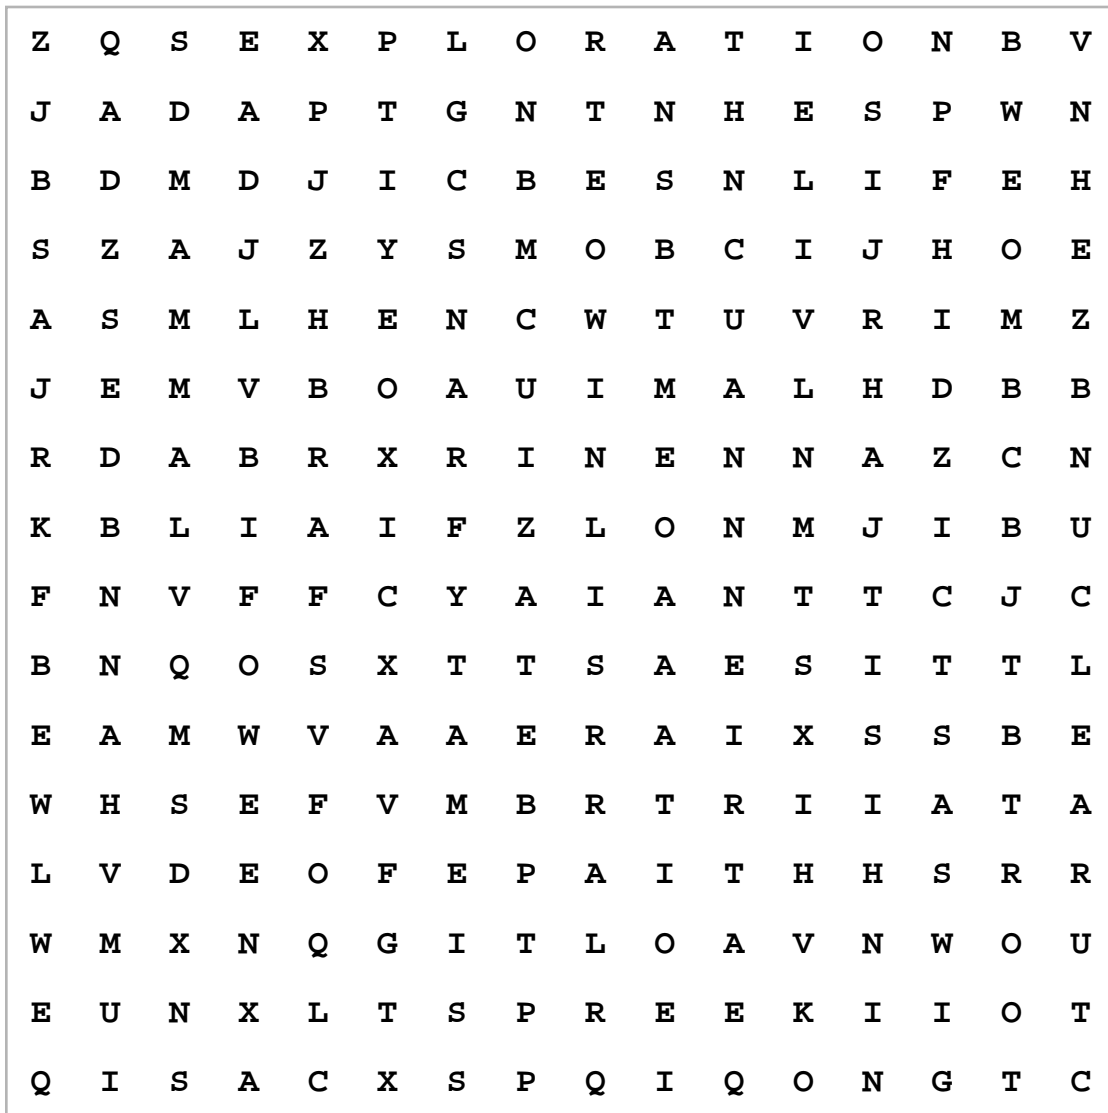 Z Q S E X P L O R A T I O N B V
J A D A P T G N T N H E S P W N
B D M D J I C B E S N L I F E H
S Z A J Z Y S M O B C I J H O E
A S M L H E N C W T U V R I M Z
J E M V B O A U I M A L H D B B
R D A B R X R I N E N N A Z C N
K B L I A I F Z L O N M J I B U
F N V F F C Y A I A N T T C J C
B N Q O S X T T S A E S I T T L
E A M W V A A E R A I X S S B E
W H S E F V M B R T R I I A T A
L V D E O F E P A I T H H S R R
W M X N Q G I T L O A V N W O U
E U N X L T S P R E E K I I O T
Q I S A C X S P Q I Q O N G T C